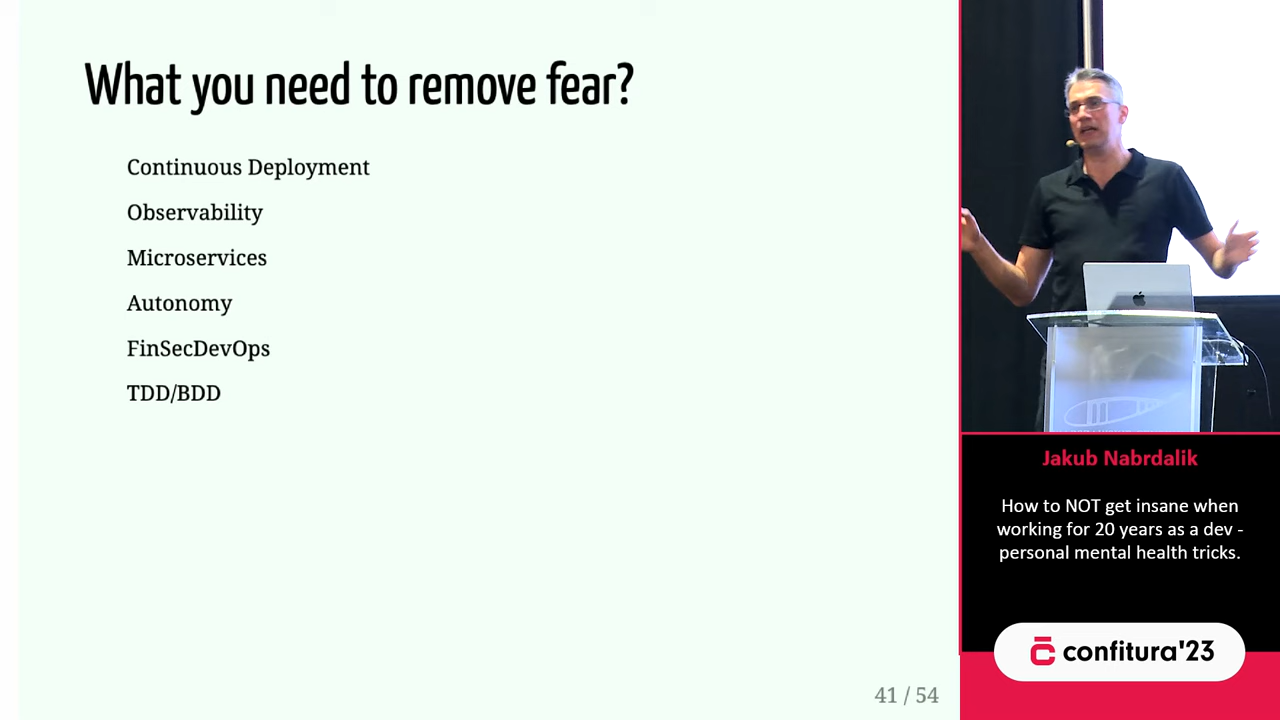 What you need to remove fear?
Continuous Deployment
Observability
Microservices
Autonomy
FinSecDevOps
TDD/BDD
41 / 54
Jakub Nabrdalik
How to NOT get insane when
working for 20 years as a dev -
personal mental health tricks.
confitura'23